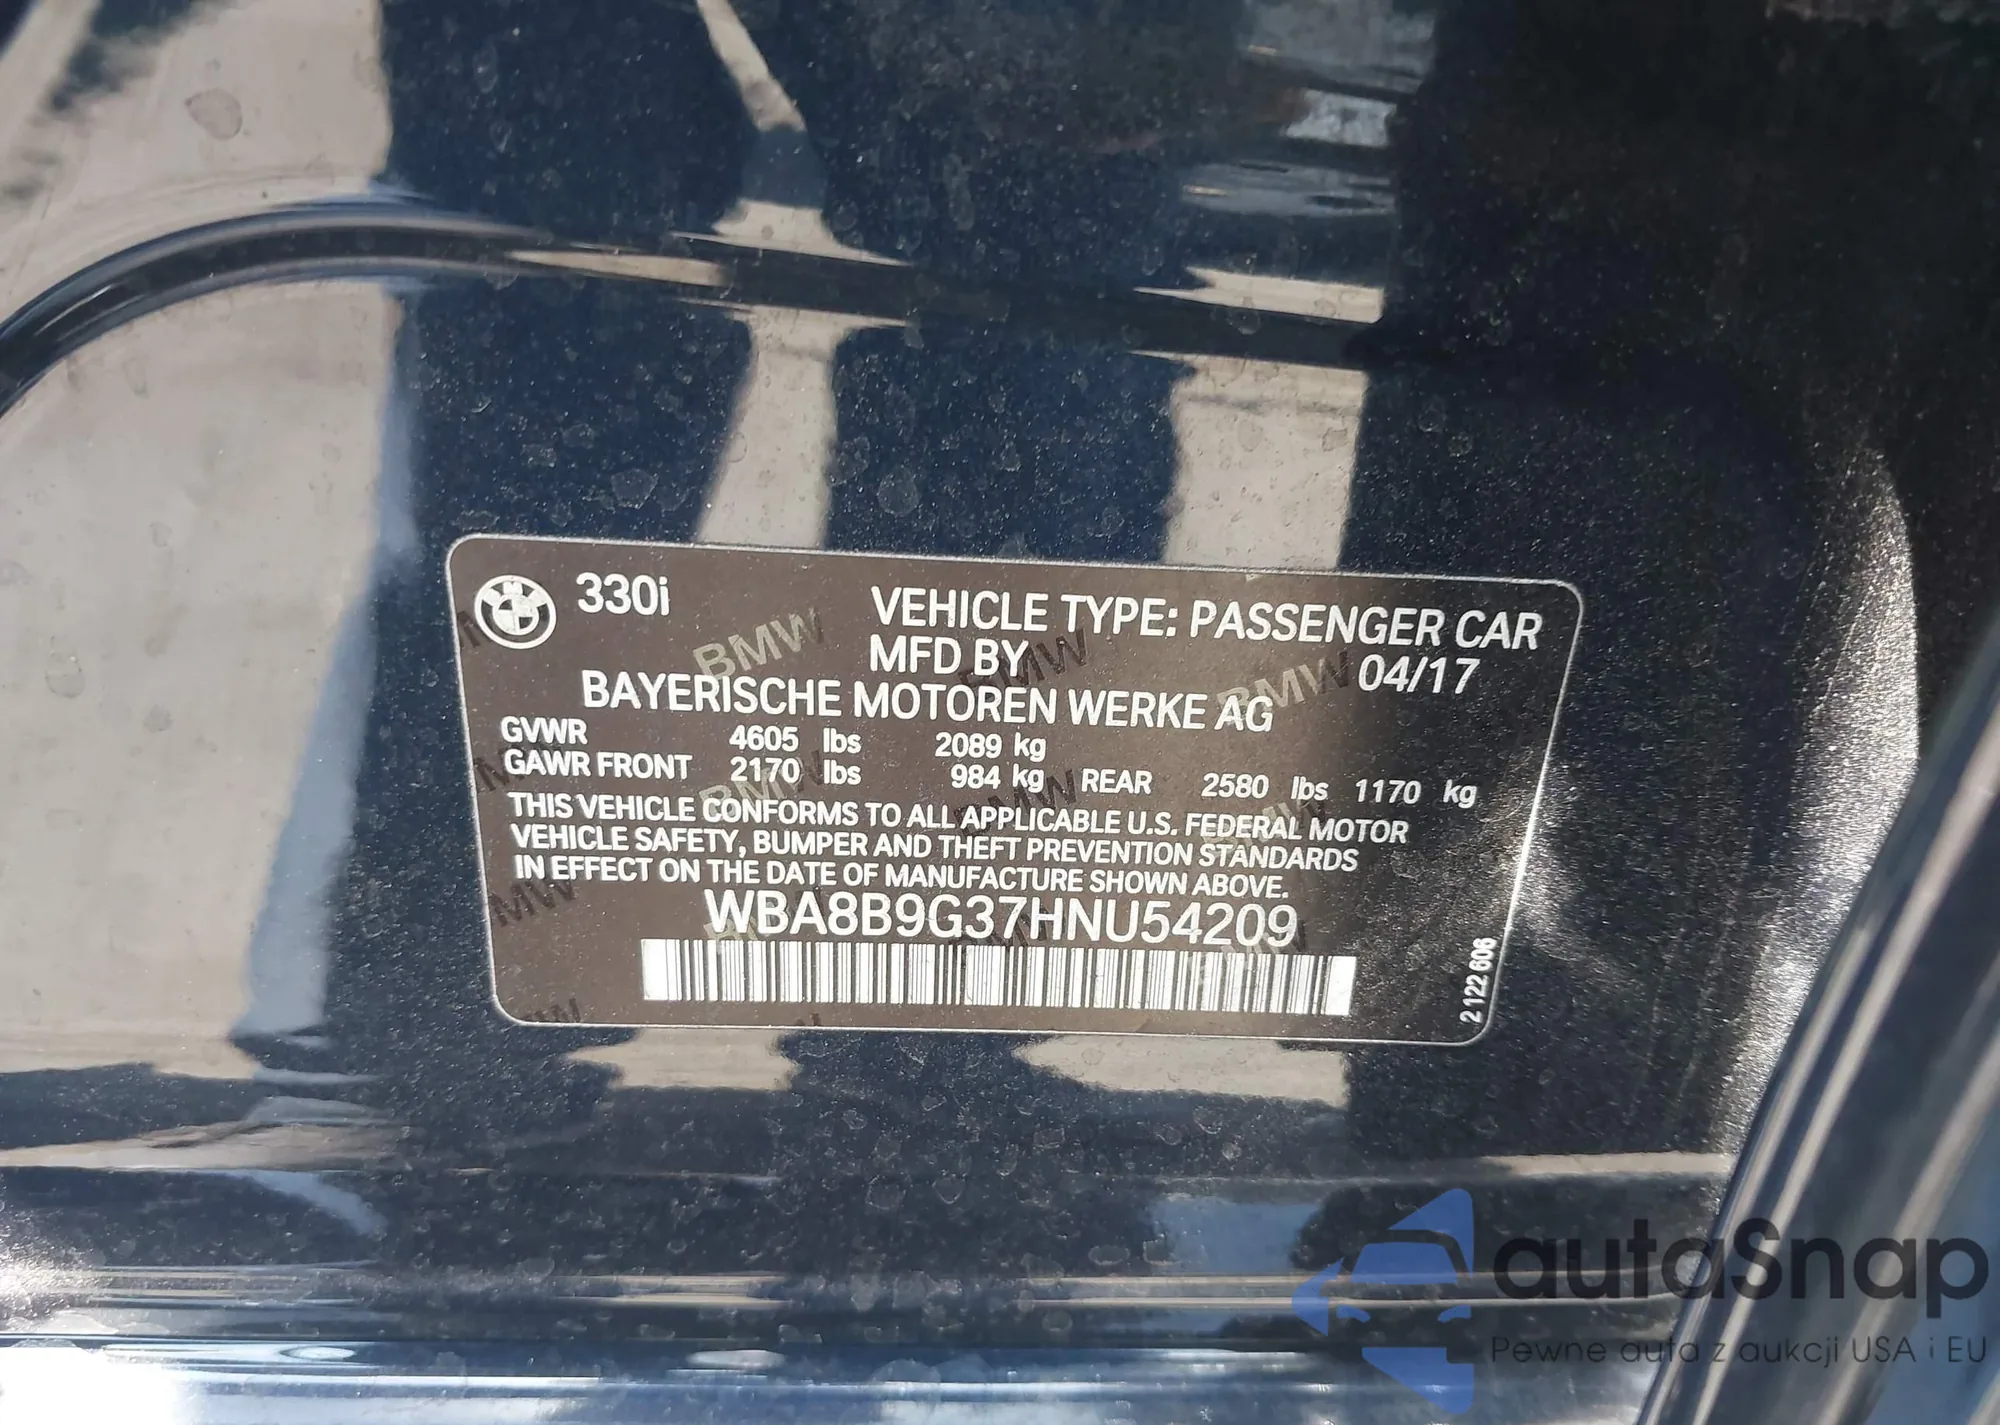 330i
VEHICLE TYPE: PASSENGER CAR
MFD BY 04/17
BAYERISCHE MOTOREN WERKE AG
GVWR 4605 lbs 2089 kg
GAWR FRONT 2170 lbs 984 kg REAR 2580 lbs 1170 kg
THIS VEHICLE CONFORMS TO ALL APPLICABLE U.S. FEDERAL MOTOR
VEHICLE SAFETY, BUMPER AND THEFT PREVENTION STANDARDS
IN EFFECT ON THE DATE OF MANUFACTURE SHOWN ABOVE.
WBA8B9G37HNU54209
2 122 606
autoSnap
Pewne auta z aukcji USA i EU